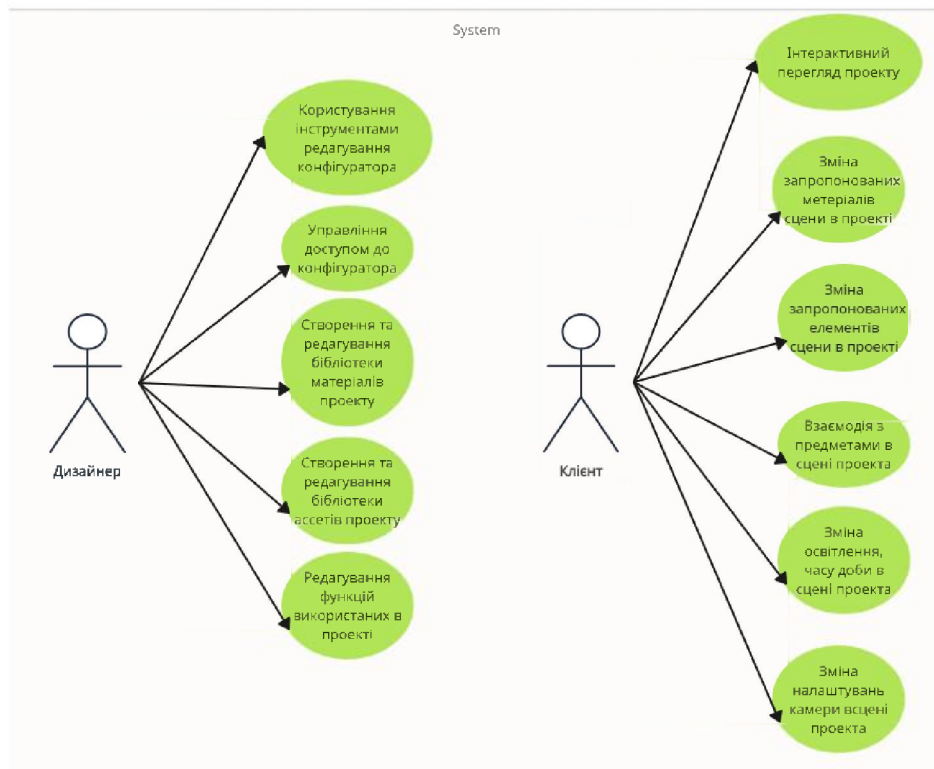 System
Користування
інструментами
редагування
конфігуратора
Управління
доступом до
конфігуратора
Створення та
редагування
бібліотеки
матеріалів
проекту
Створення та
редагування
бібліотеки
ассетів проекту
Редагування
функцій
використаних в
проекті
Дизайнер
Інтерактивний
перегляд проекту
Зміна
запропонованих
метеріалів
сцени в проекті
Зміна
запропонованих
елементів
сцени в проекті
Взаємодія з
предметами в
сцені проекта
Зміна
освітлення,
часу доби в
сцені проекта
Зміна
налаштувань
камери всцені
проекта
Клієнт